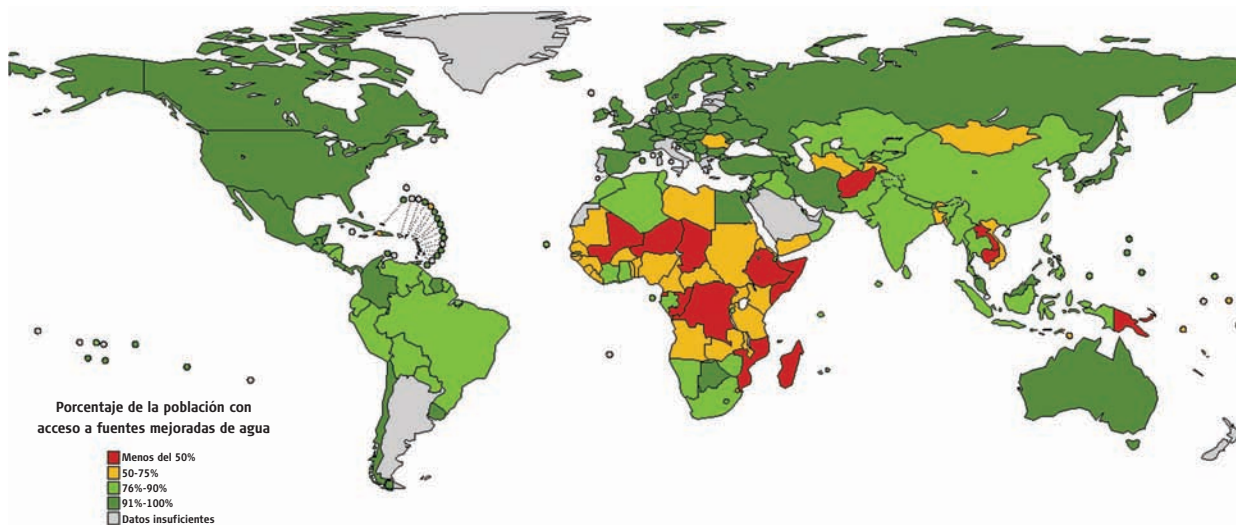 Porcentaje de la población con
acceso a fuentes mejoradas de agua
Menos del 50%
50-75%
76%-90%
91%-100%
Datos insuficientes